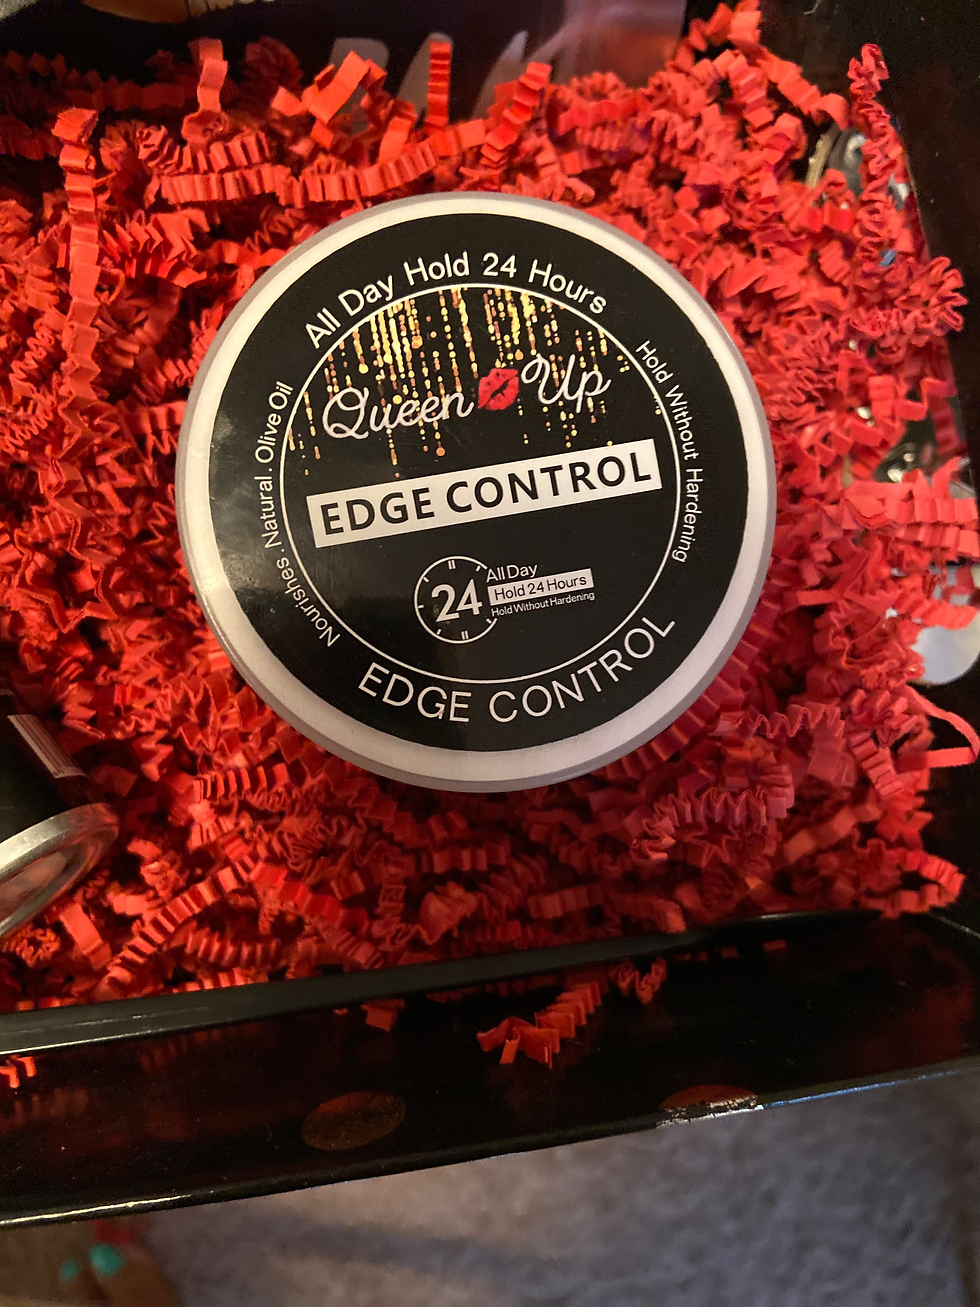 All Day Hold 24 Hours
Nourishes. Natural. Olive Oil
Hold Without Hardening
Queen Up
EDGE CONTROL
24
All Day
Hold 24 Hours
Hold Without Hardening
EDGE CONTROL